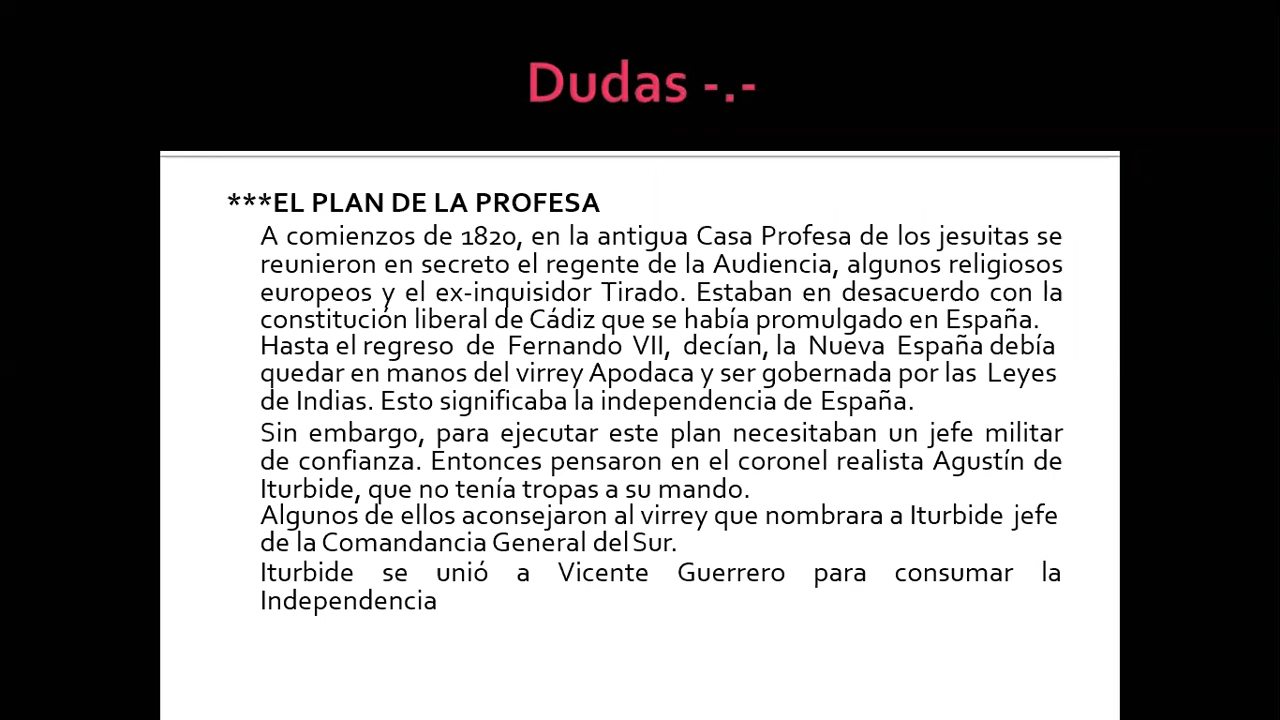 Dudas -.-
***EL PLAN DE LA PROFESA
A comienzos de 1820, en la antigua Casa Profesa de los jesuitas se
reunieron en secreto el regente de la Audiencia, algunos religiosos
europeos y el ex-inquisidor Tirado. Estaban en desacuerdo con la
constitución liberal de Cádiz que se había promulgado en España.
Hasta el regreso de Fernando VII, decían, la Nueva España debía
quedar en manos del virrey Apodaca y ser gobernada por las Leyes
de Indias. Esto significaba la independencia de España.
Sin embargo, para ejecutar este plan necesitaban un jefe militar
de confianza. Entonces pensaron en el coronel realista Agustín de
Iturbide, que no tenía tropas a su mando.
Algunos de ellos aconsejaron al virrey que nombrara a Iturbide jefe
de la Comandancia General del Sur.
Iturbide se unió a Vicente Guerrero para consumar la
Independencia